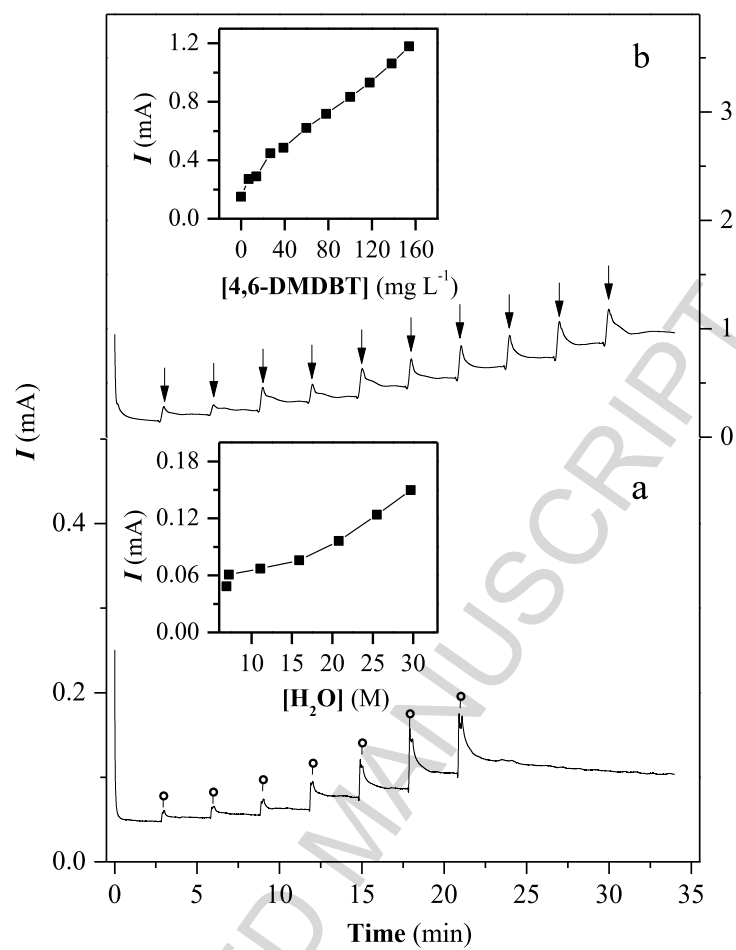 b
1.2
0.8
0.4
0.0
I (mA)
0 40 80 120 160
[4,6-DMDBT] (mg L⁻¹)
3
2
1
0
I (mA)
a
0.18
0.12
0.06
0.00
I (mA)
10 15 20 25 30
[H₂O] (M)
0.4
0.2
0.0
0 5 10 15 20 25 30 35
Time (min)
ED MANUSCRIPT